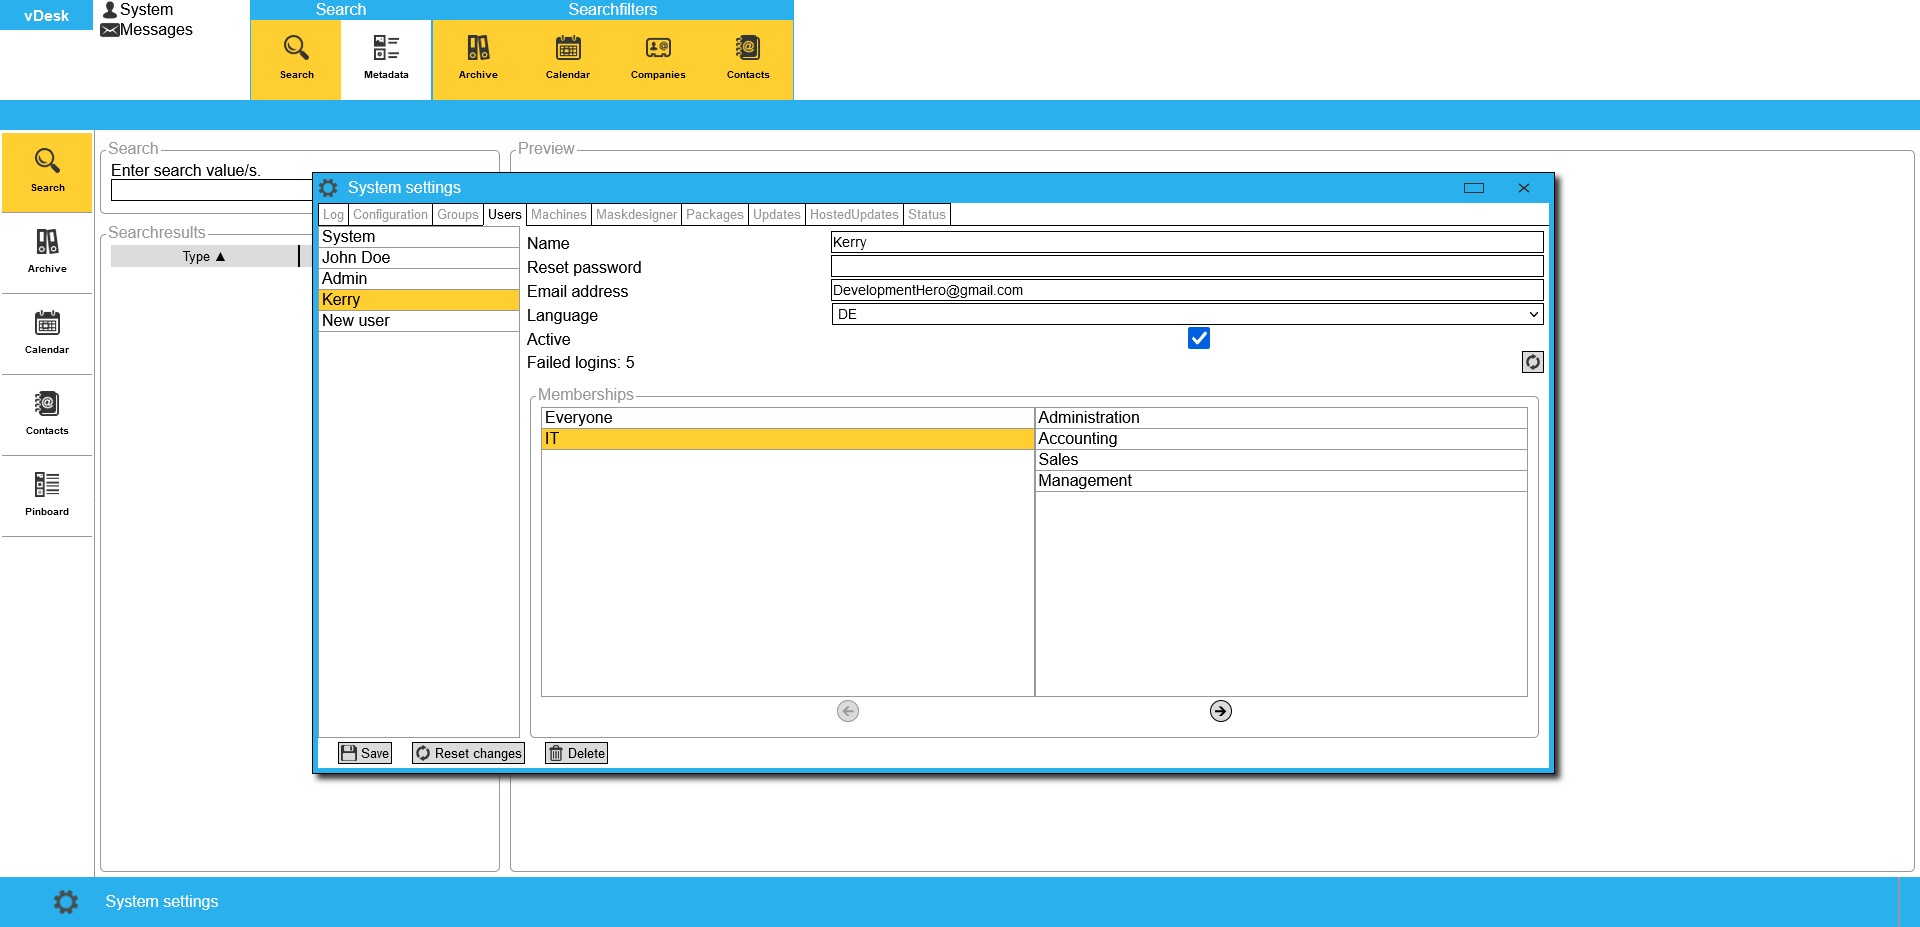 vDesk
System
Messages
Search
Searchfilters
Search
Metadata
Archive
Calendar
Companies
Contacts
Search
Archive
Calendar
Contacts
Pinboard
Search
Enter search value/s.
Searchresults
Type ▲
Preview
System settings
Log
Configuration
Groups
Users
Machines
Maskdesigner
Packages
Updates
HostedUpdates
Status
System
John Doe
Admin
Kerry
New user
Name
Kerry
Reset password
Email address
DevelopmentHero@gmail.com
Language
DE
Active
Failed logins: 5
Memberships
Everyone
IT
Administration
Accounting
Sales
Management
Save
Reset changes
Delete
System settings